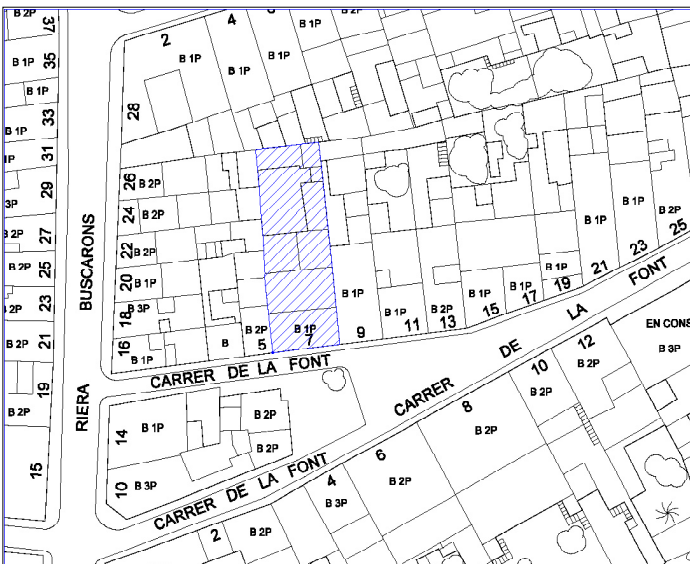 B 2P
37
B 1P
35
B 1P
33
B 1P
31
29
3P
27
B 2P
25
23
2P
B 2P
21
19
B 2P
15
RIERA BUSCARONS
2
4
B 2P
B 1P
B 1P
B 1P
B 1P
28
26
B 2P
24
B 2P
22
B 2P
20
B 1P
18
B 3P
16
B 1P
B
B 2P
5
B 1P
7
B 1P
9
B 1P
11
B 2P
13
B 1P
15
B 1P
17
B 1P
19
B 1P
21
B 1P
23
B 2P
25
CARRER DE LA FONT
CARRER DE LA FONT
14
B 1P
B 2P
B 2P
10
B 3P
CARRER DE LA FONT
2
B 2P
4
B 3P
6
B 2P
8
B 2P
10
B 2P
12
B 2P
EN CONS
B 3P